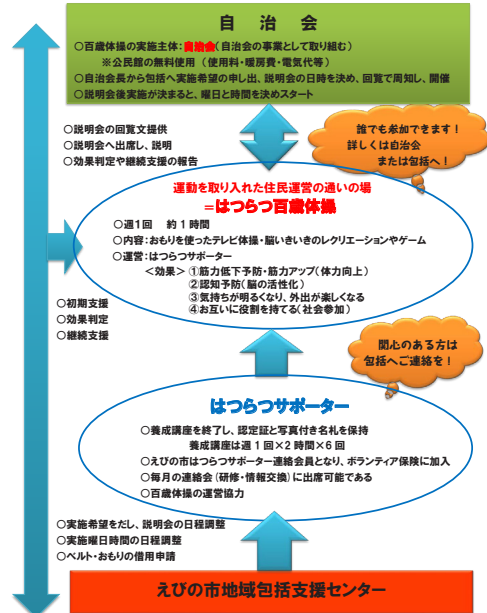 自 治 会
○百歳体操の実施主体：自治会（自治会の事業として取り組む）
※公民館の無料使用（使用料・暖房費・電気代等）
○自治会長から包括へ実施希望の申し出、説明会の日時を決め、回覧で周知し、開催
○説明会後実施が決まると、曜日と時間を決めスタート
○説明会の回覧文提供
○説明会へ出席し、説明
○効果判定や継続支援の報告
誰でも参加できます！
詳しくは自治会
または包括へ！
運動を取り入れた住民運営の通いの場
＝はつらつ百歳体操
○週1回 約１時間
○内容：おもりを使ったテレビ体操・脳いきいきのレクリエーションやゲーム
○運営：はつらつサポーター
＜効果＞ ①筋力低下予防・筋力アップ（体力向上）
②認知予防（脳の活性化）
③気持ちが明るくなり、外出が楽しくなる
④お互いに役割を持てる（社会参加）
○初期支援
○効果判定
○継続支援
関心のある方は
包括へご連絡を！
はつらつサポーター
○養成講座を終了し、認定証と写真付き名札を保持
養成講座は週１回×２時間×６回
○えびの市はつらつサポーター連絡会員となり、ボランティア保険に加入
○毎月の連絡会（研修・情報交換）に出席可能である
○百歳体操の運営協力
○実施希望をだし、説明会の日程調整
○実施曜日時間の日程調整
○ベルト・おもりの借用申請
えびの市地域包括支援センター